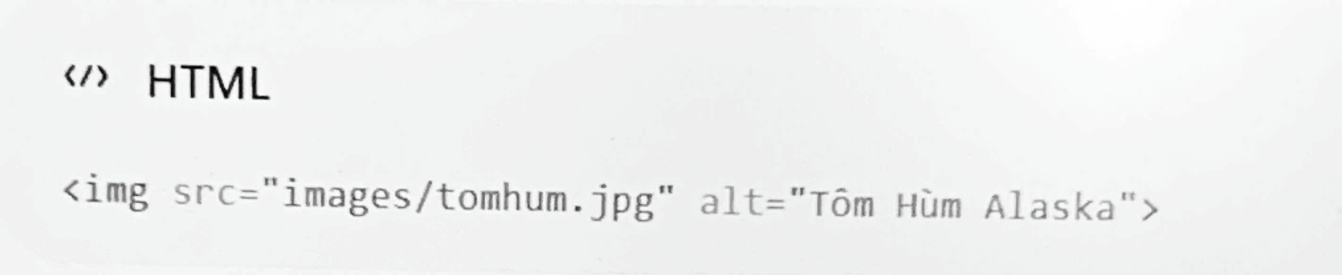 </> HTML
<img src="images/tomhum.jpg" alt="Tôm Hùm Alaska">